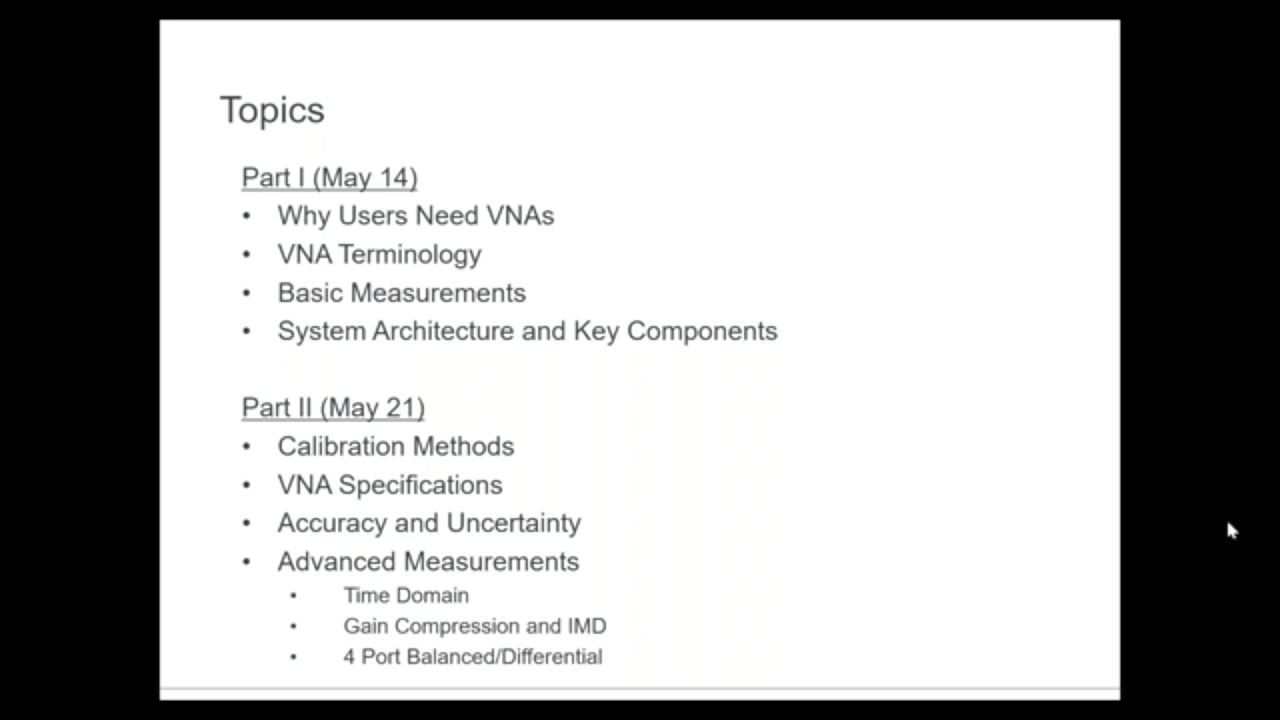 Topics
Part I (May 14)
• Why Users Need VNAs
• VNA Terminology
• Basic Measurements
• System Architecture and Key Components
Part II (May 21)
• Calibration Methods
• VNA Specifications
• Accuracy and Uncertainty
• Advanced Measurements
• Time Domain
• Gain Compression and IMD
• 4 Port Balanced/Differential